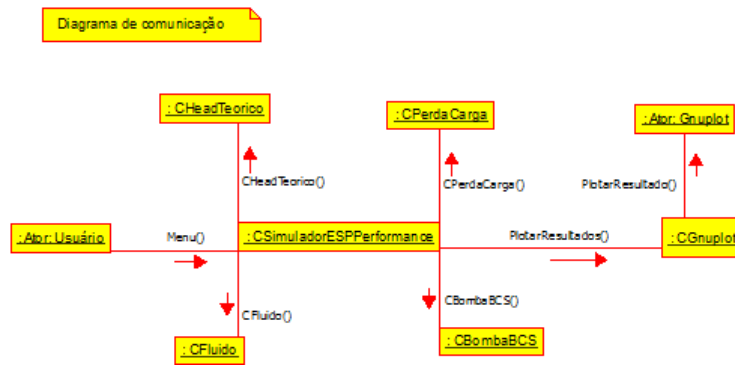 Diagrama de comunicação
: CHeadTeorico
: CPerdaCarga
: Ator: Gnuplot
CHeadTeorico()
CPerdaCarga()
PlotarResultado()
: Ator: Usuário
Menu()
: CSimuladorESPPerformance
PlotarResultados()
: CGnuplot
CFluido()
CBombaBCS()
: CFluido
: CBombaBCS